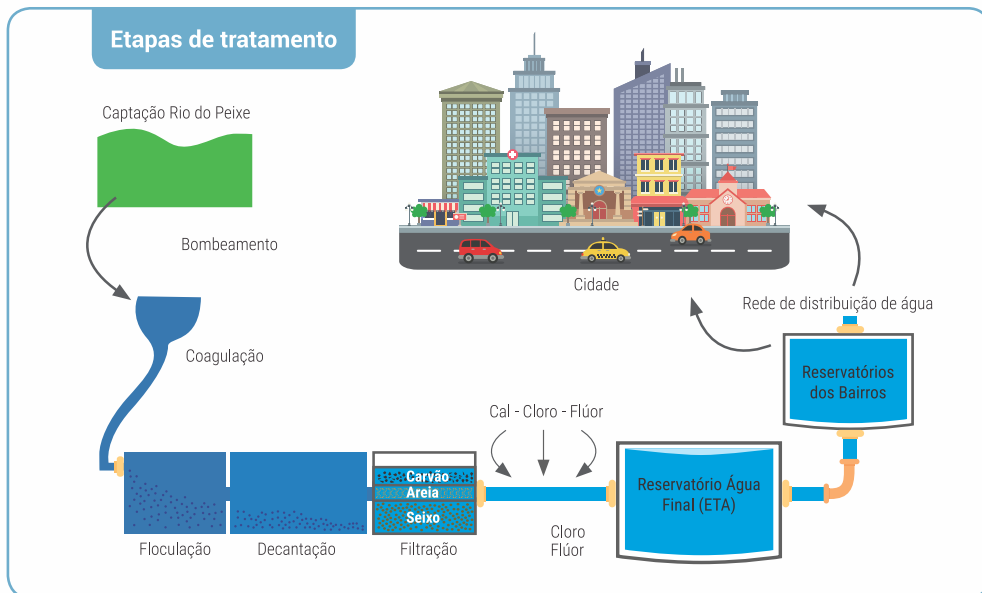 Etapas de tratamento
Captação Rio do Peixe
Bombeamento
Coagulação
Floculação
Decantação
Carvão
Areia
Seixo
Filtração
Cal - Cloro - Flúor
Cloro
Flúor
Reservatório Água
Final (ETA)
Reservatórios
dos Bairros
Rede de distribuição de água
Cidade